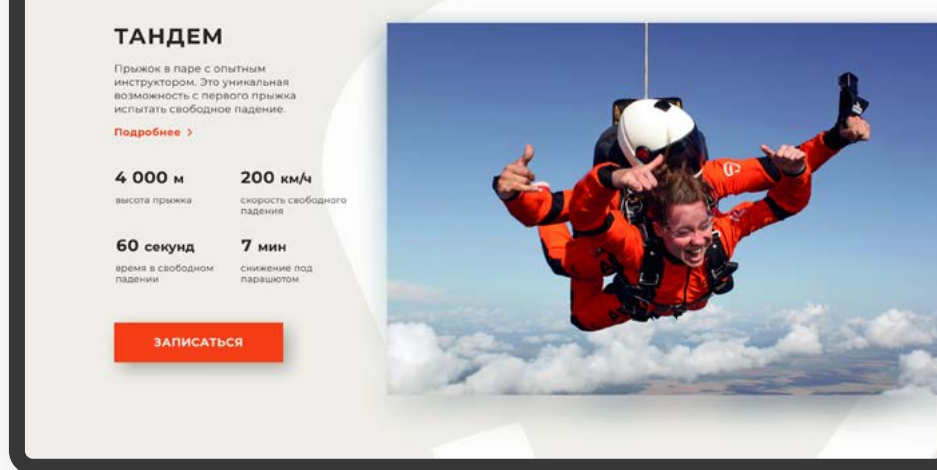 ТАНДЕМ
Прыжок в паре с опытным
инструктором. Это уникальная
возможность с первого прыжка
испытать свободное падение.
Подробнее >
4 000 м
высота прыжка
200 км/ч
скорость свободного
падения
60 секунд
время в свободном
падении
7 мин
снижение под
парашютом
ЗАПИСАТЬСЯ